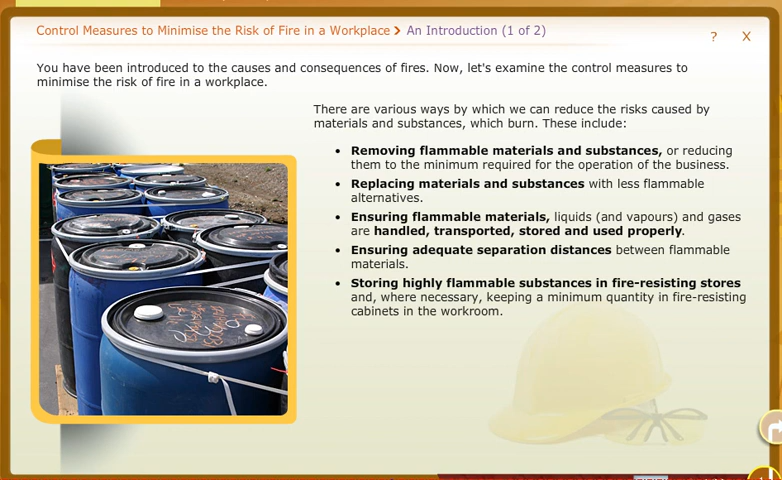 Control Measures to Minimise the Risk of Fire in a Workplace > An Introduction (1 of 2)
? X
You have been introduced to the causes and consequences of fires. Now, let's examine the control measures to
minimise the risk of fire in a workplace.
There are various ways by which we can reduce the risks caused by
materials and substances, which burn. These include:
• Removing flammable materials and substances, or reducing
them to the minimum required for the operation of the business.
• Replacing materials and substances with less flammable
alternatives.
• Ensuring flammable materials, liquids (and vapours) and gases
are handled, transported, stored and used properly.
• Ensuring adequate separation distances between flammable
materials.
• Storing highly flammable substances in fire-resisting stores
and, where necessary, keeping a minimum quantity in fire-resisting
cabinets in the workroom.